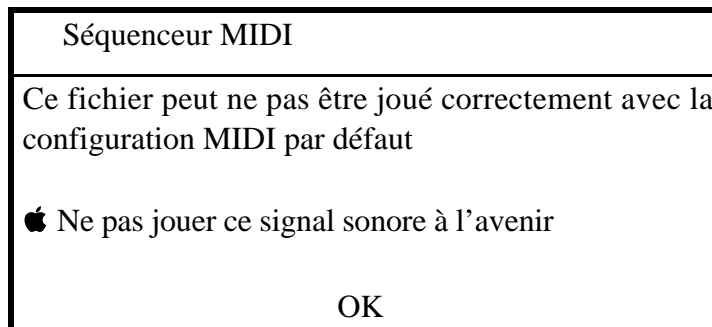 Séquenceur MIDI
Ce fichier peut ne pas être joué correctement avec la
configuration MIDI par défaut
Ne pas jouer ce signal sonore à l’avenir
OK